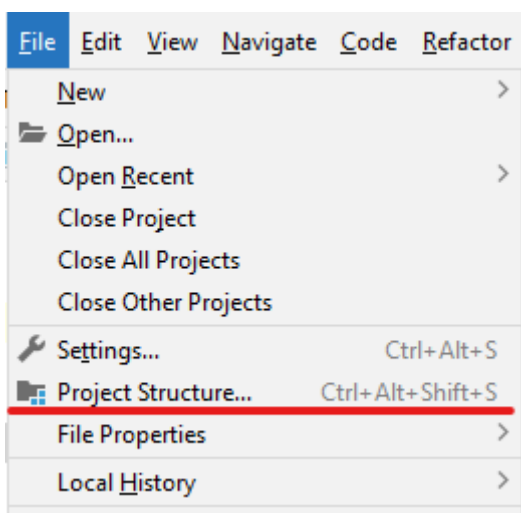 File Edit View Navigate Code Refactor
New
Open...
Open Recent
Close Project
Close All Projects
Close Other Projects
Settings... Ctrl+Alt+S
Project Structure... Ctrl+Alt+Shift+S
File Properties
Local History